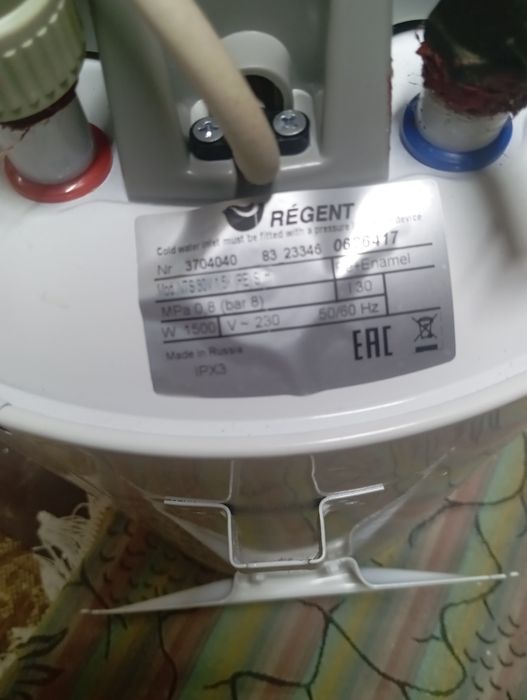 RÉGENT
Cold water inlet must be fitted with a pressure device
Nr 3704040 83 23346
Enamel
MPa 0,8 (bar 8) l 30
W 1500 V~ 230 50/60 Hz
Made in Russia
IPX3
EAC